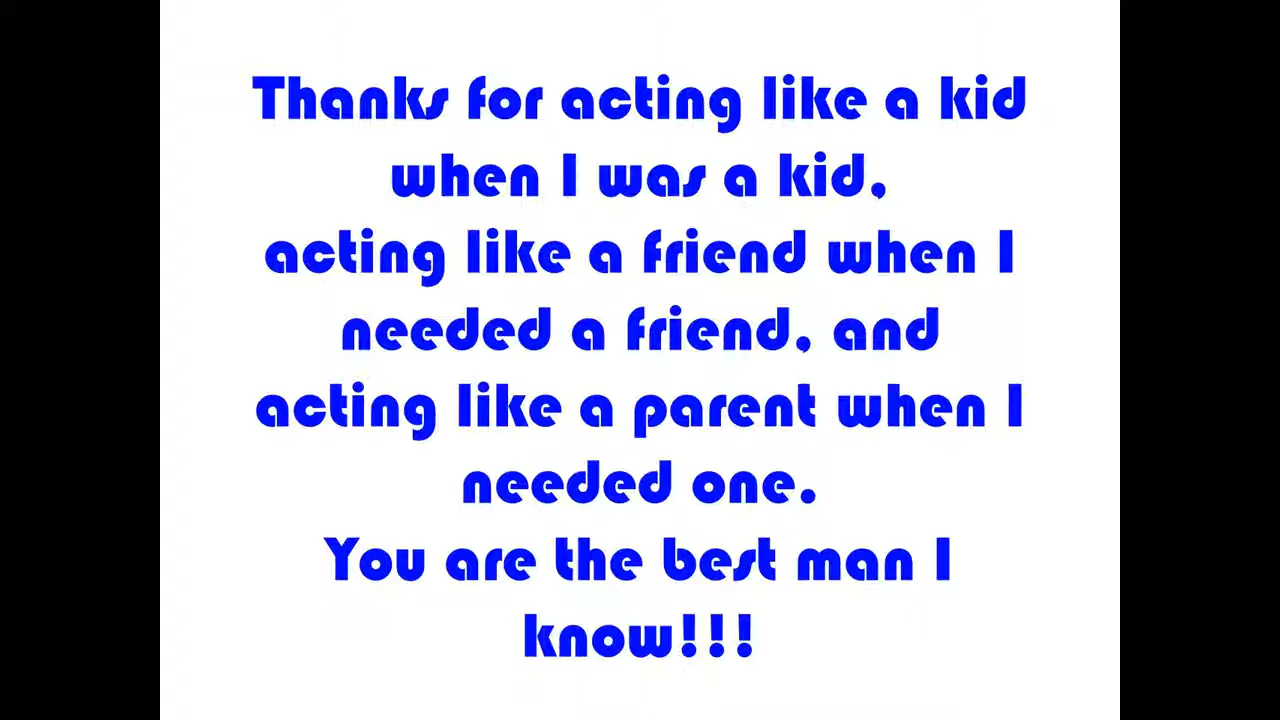 Thanks for acting like a kid
when I was a kid,
acting like a friend when I
needed a friend, and
acting like a parent when I
needed one.
You are the best man I
know!!!